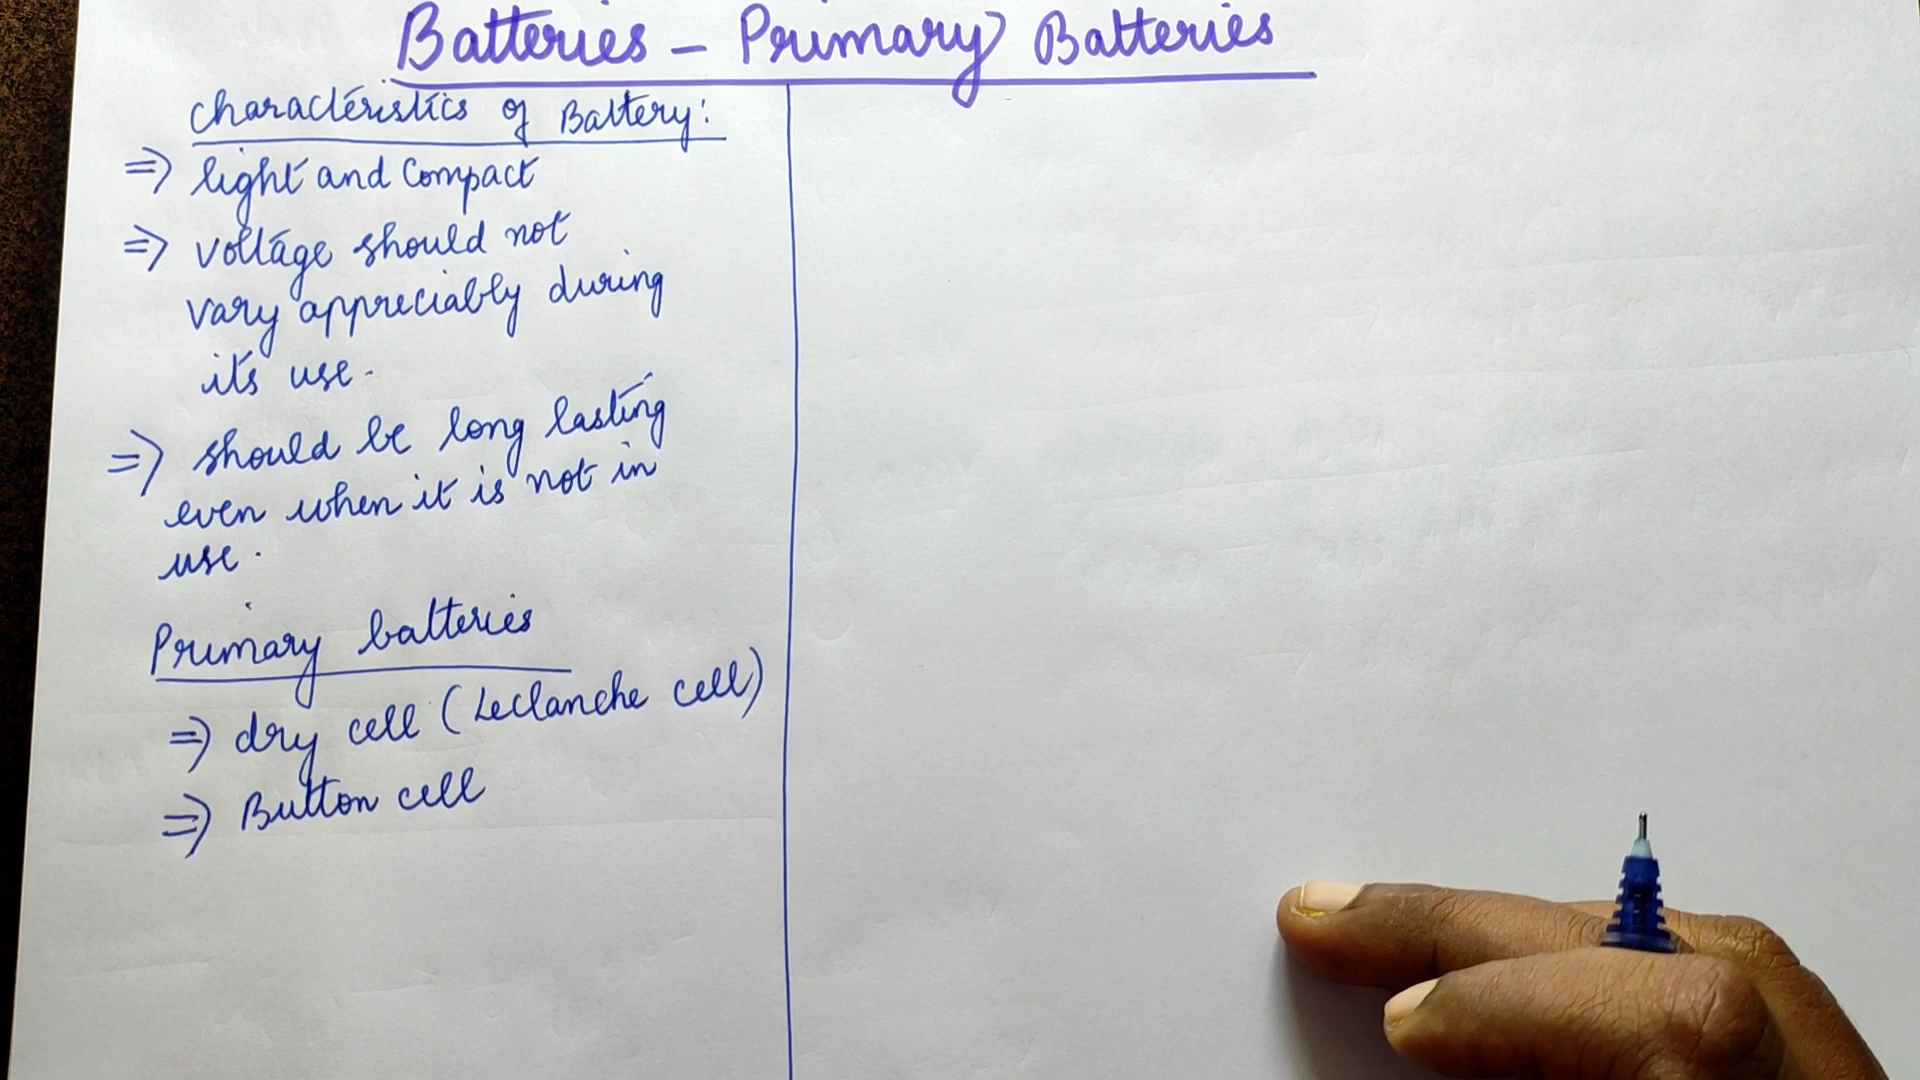 Batteries - Primary Batteries
Characteristics of Battery:
⇒ light and Compact
⇒ voltage should not
vary appreciably during
its use.
⇒ should be long lasting
even when it is not in
use.
Primary batteries
⇒ dry cell (Leclanche cell)
⇒ Button cell